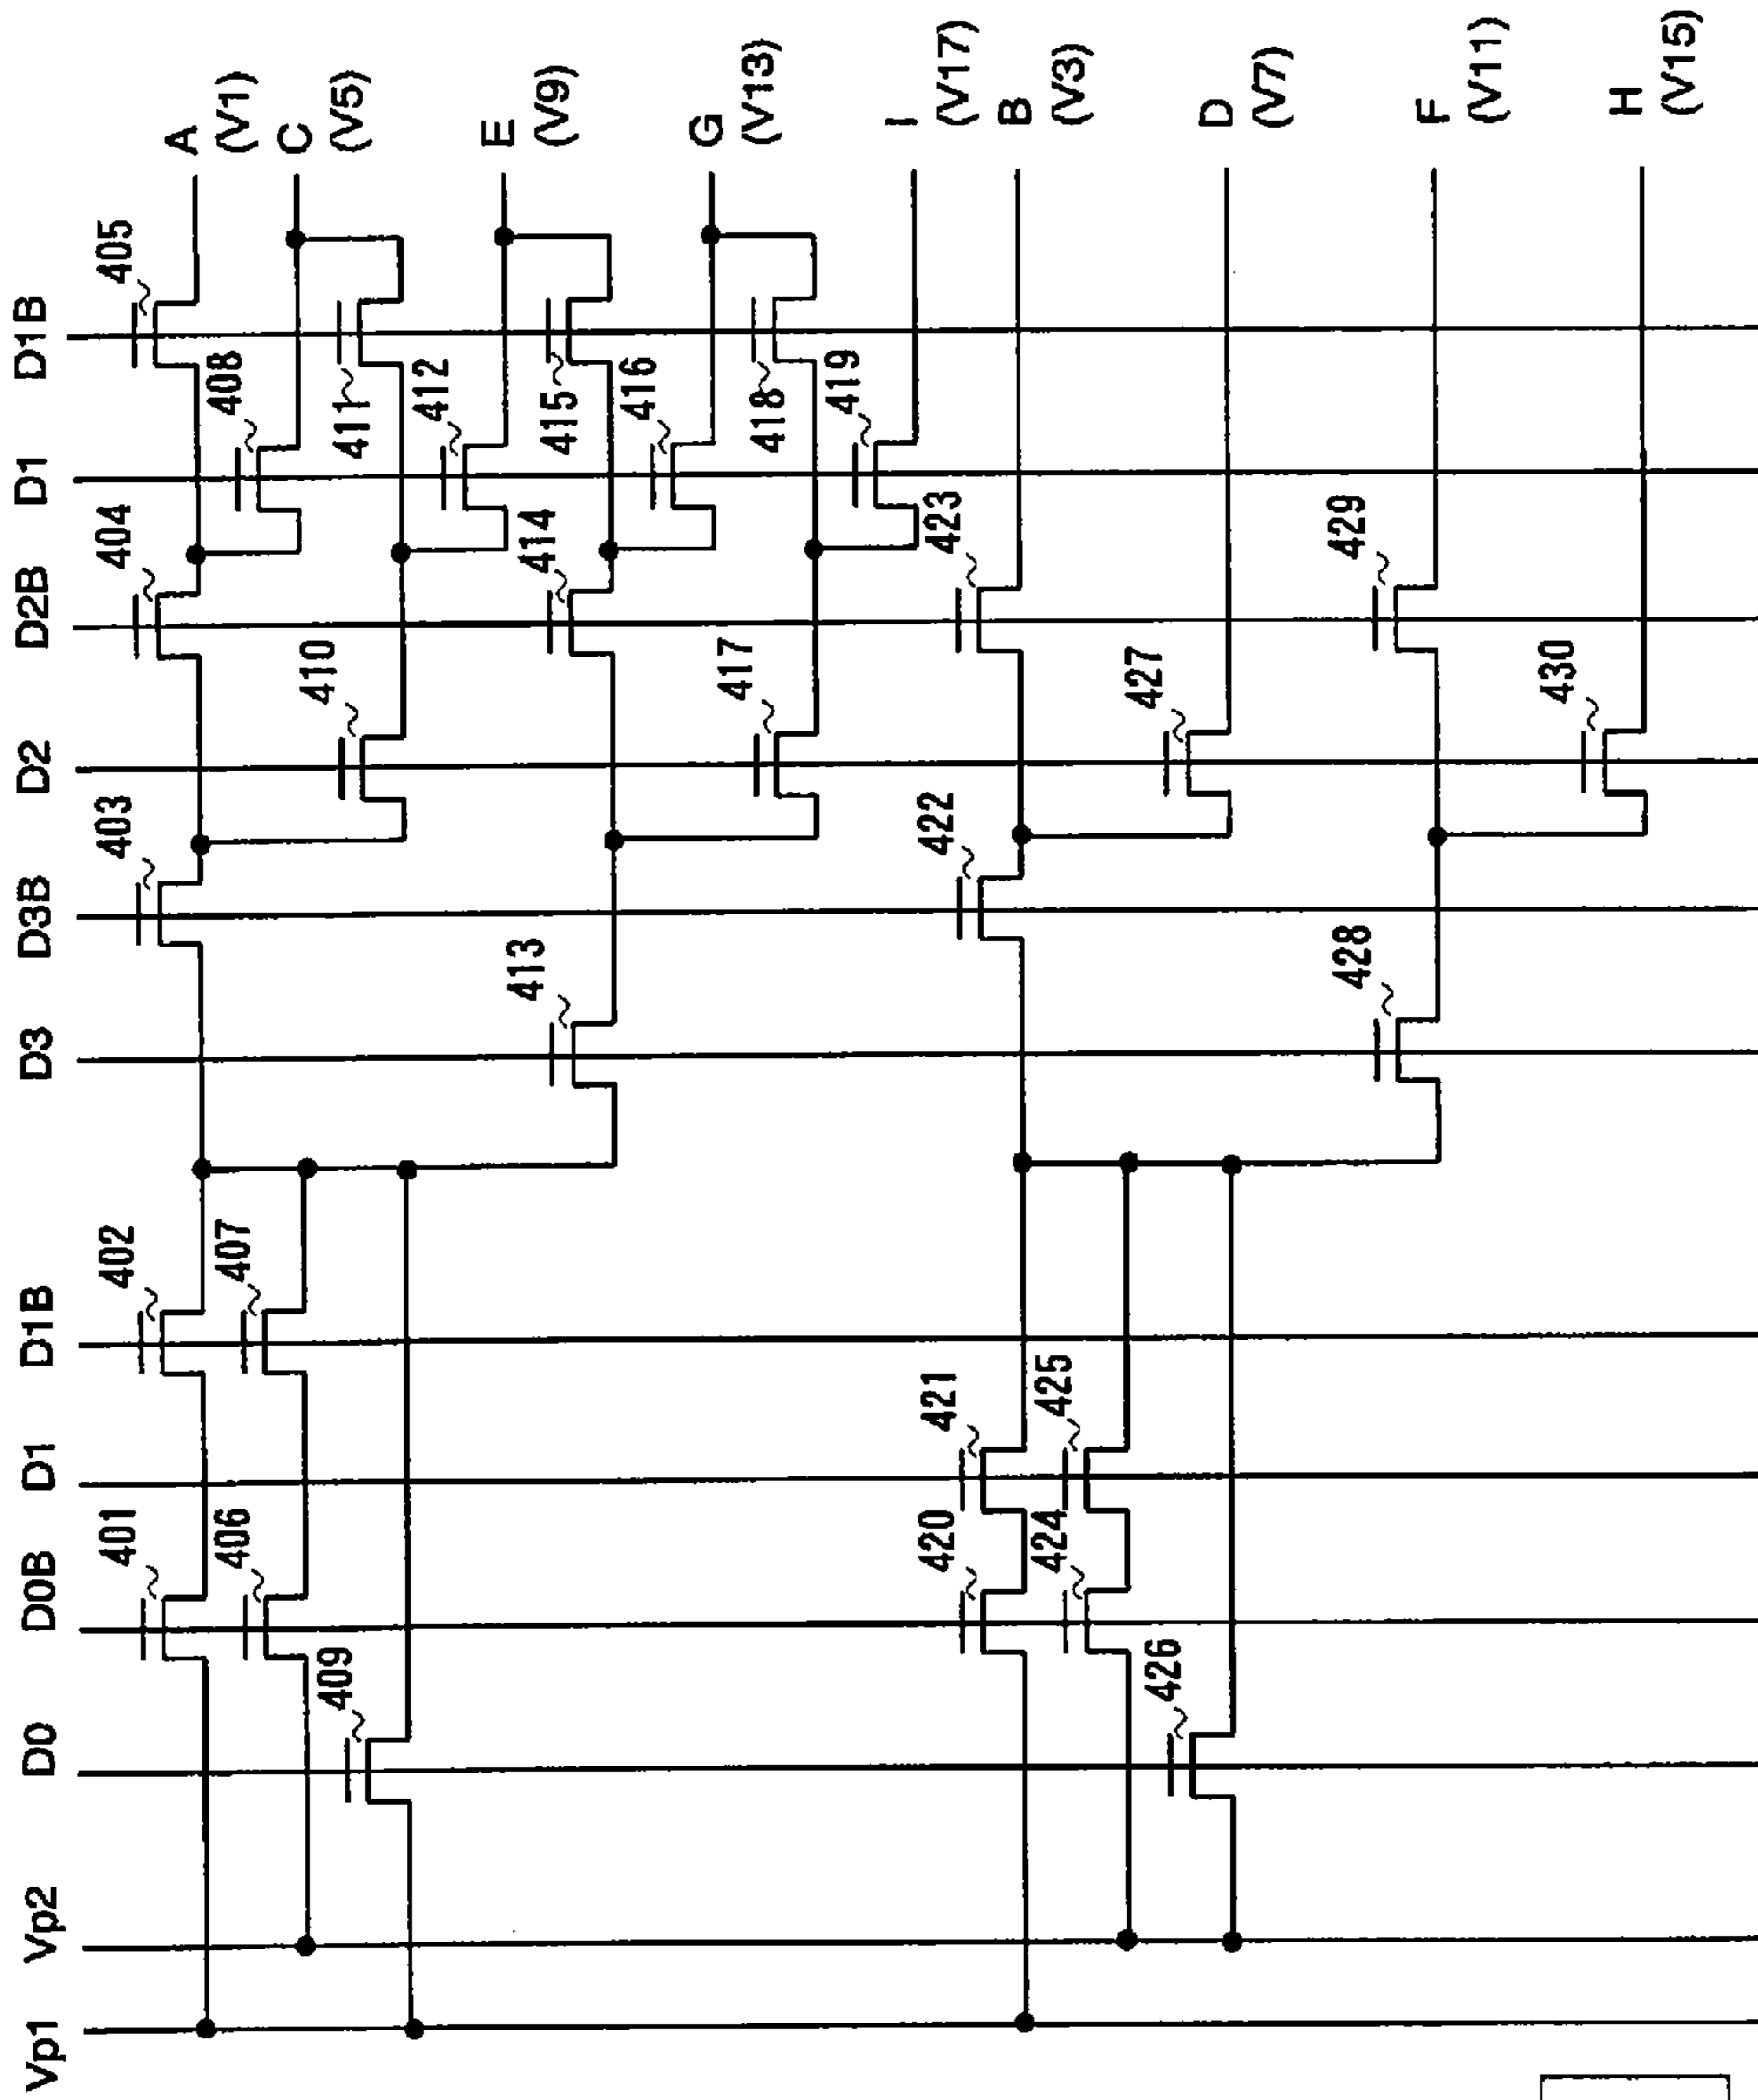 Vp1
Vp2
D0
D0B
D1
D1B
D3
D3B
D2
D2B
D1
D1B
401
402
403
404
405
406
407
408
409
410
411
412
413
414
415
416
417
418
419
420
421
422
423
424
425
426
427
428
429
430
A
(V1)
C
(V5)
E
(V9)
G
(V13)
I
(V17)
B
(V3)
D
(V7)
F
(V11)
H
(V15)